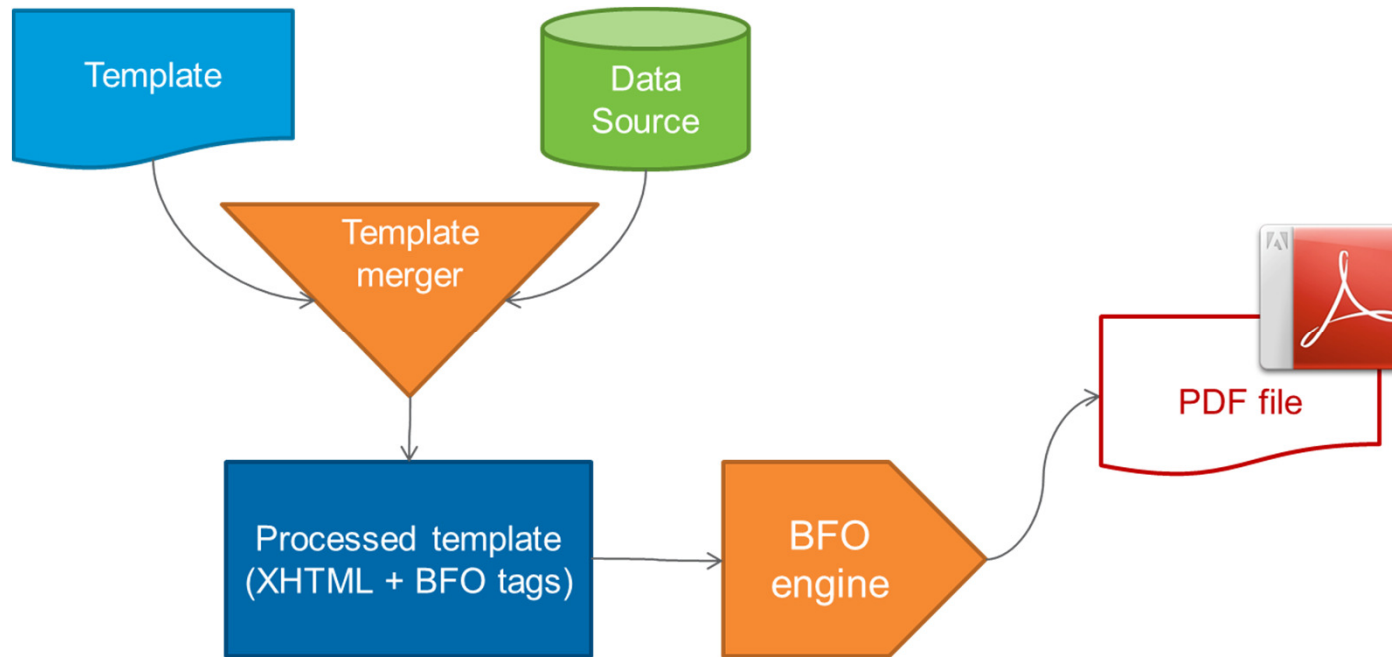 Template
Data
Source
Template
merger
Processed template
(XHTML + BFO tags)
BFO
engine
PDF file